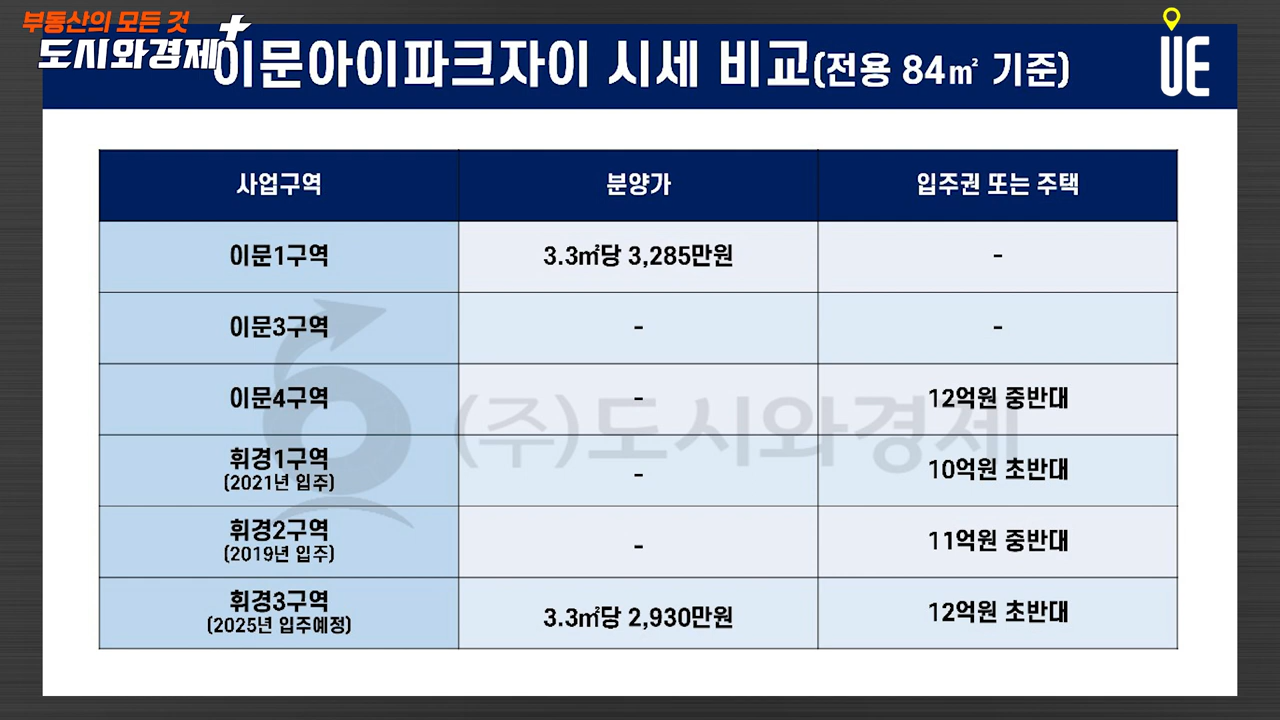 부동산의 모든 것
도시와경제+
이문아이파크자이 시세 비교(전용 84㎡ 기준)
UE
사업구역 분양가 입주권 또는 주택
이문1구역 3.3㎡당 3,285만원 -
이문3구역 - -
이문4구역 - 12억원 중반대
휘경1구역 - 10억원 초반대
(2021년 입주)
휘경2구역 - 11억원 중반대
(2019년 입주)
휘경3구역 3.3㎡당 2,930만원 12억원 초반대
(2025년 입주예정)
(주)도시와경제